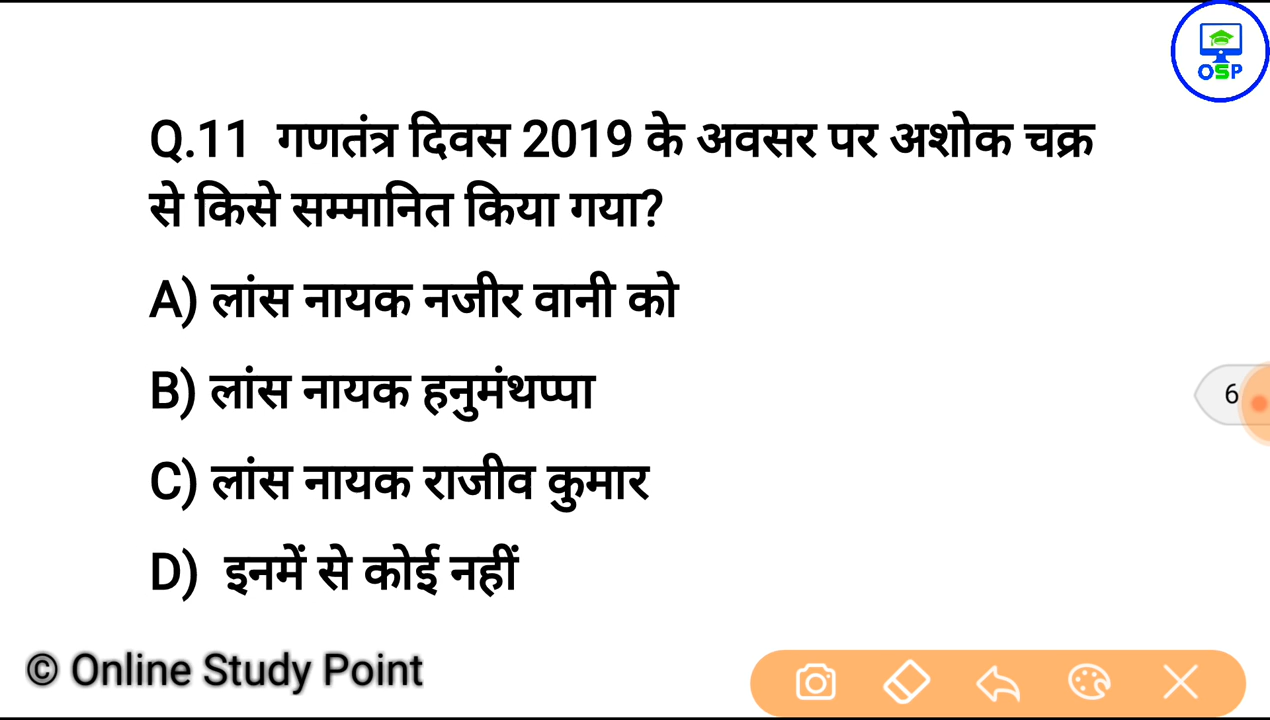 OSP
Q.11 गणतंत्र दिवस 2019 के अवसर पर अशोक चक्र
से किसे सम्मानित किया गया?
A) लांस नायक नजीर वानी को
B) लांस नायक हनुमंथप्पा
6
C) लांस नायक राजीव कुमार
D) इनमें से कोई नहीं
© Online Study Point